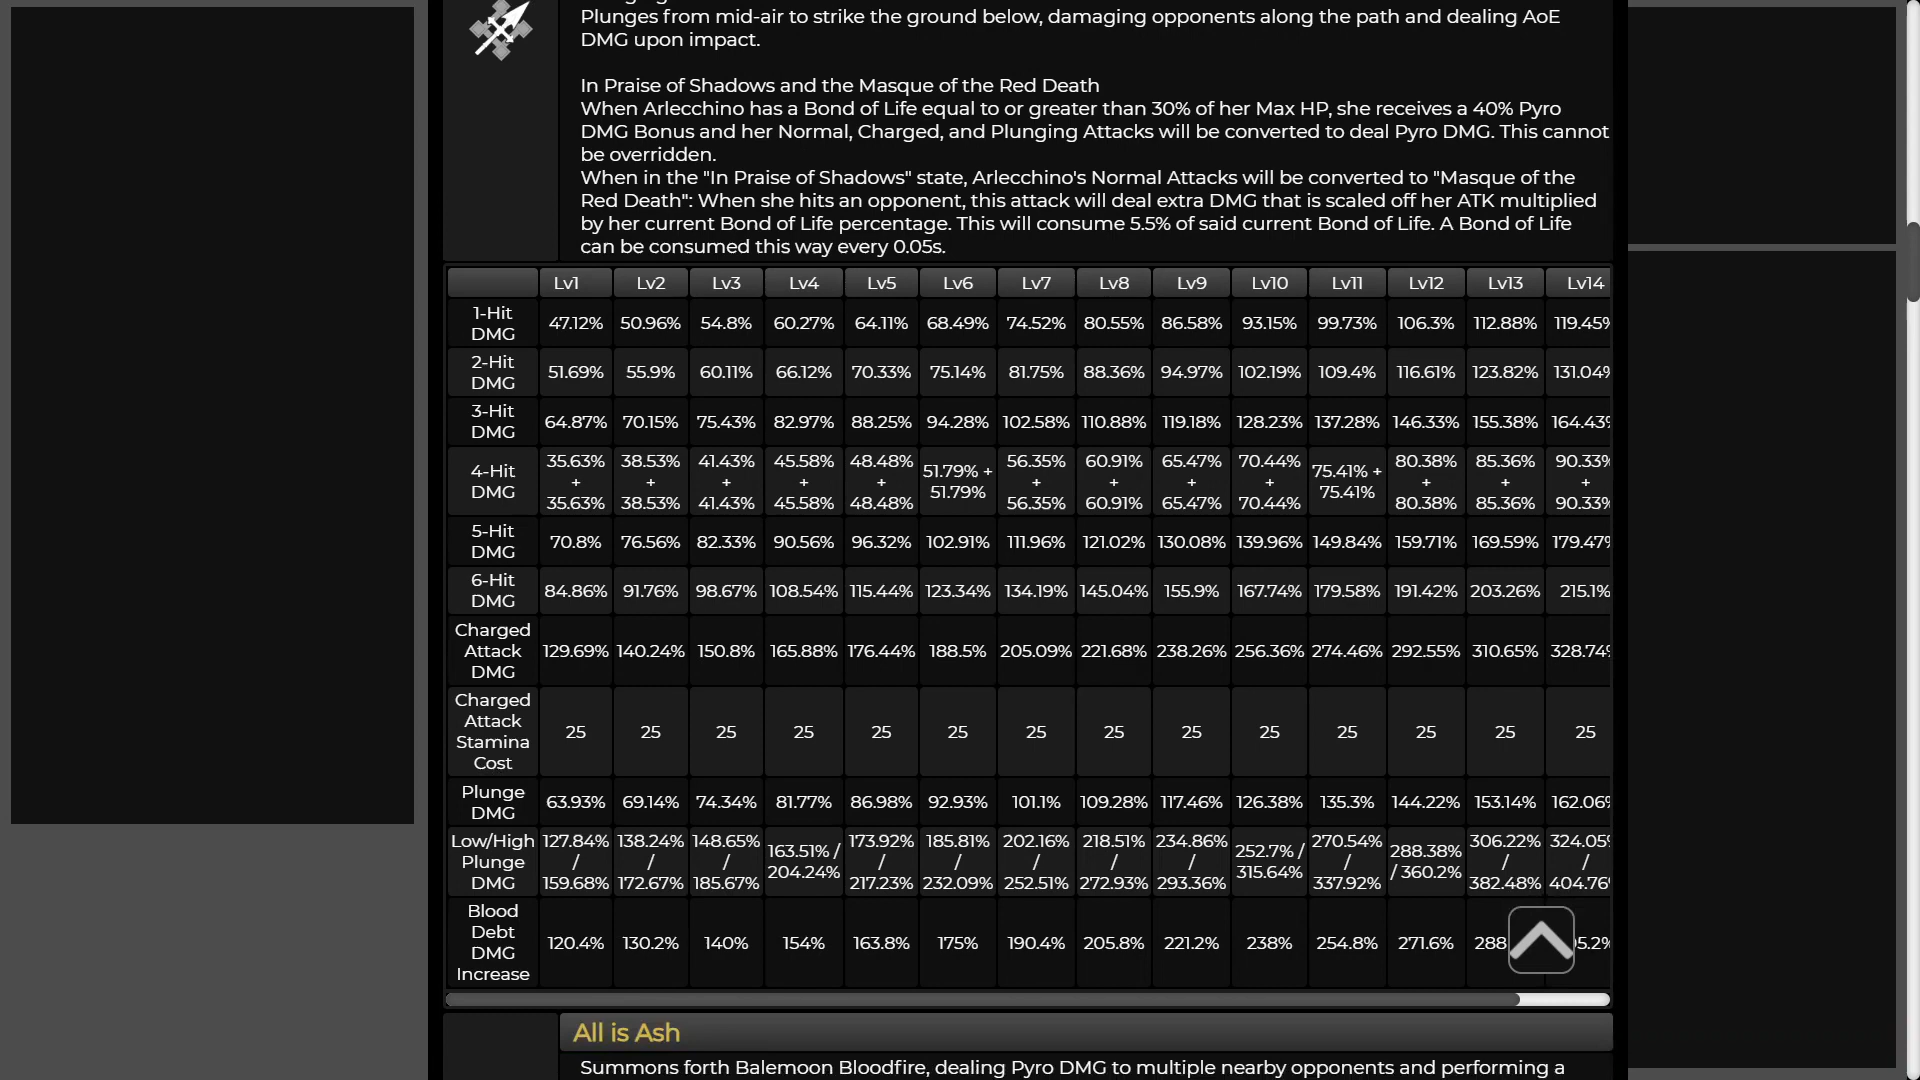 Plunges from mid-air to strike the ground below, damaging opponents along the path and dealing AoE
DMG upon impact.
In Praise of Shadows and the Masque of the Red Death
When Arlecchino has a Bond of Life equal to or greater than 30% of her Max HP, she receives a 40% Pyro
DMG Bonus and her Normal, Charged, and Plunging Attacks will be converted to deal Pyro DMG. This cannot
be overridden.
When in the "In Praise of Shadows" state, Arlecchino's Normal Attacks will be converted to "Masque of the
Red Death": When she hits an opponent, this attack will deal extra DMG that is scaled off her ATK multiplied
by her current Bond of Life percentage. This will consume 5.5% of said current Bond of Life. A Bond of Life
can be consumed this way every 0.05s.
Lv1 Lv2 Lv3 Lv4 Lv5 Lv6 Lv7 Lv8 Lv9 Lv10 Lv11 Lv12 Lv13 Lv14
1-Hit DMG 47.12% 50.96% 54.8% 60.27% 64.11% 68.49% 74.52% 80.55% 86.58% 93.15% 99.73% 106.3% 112.88% 119.45%
2-Hit DMG 51.69% 55.9% 60.11% 66.12% 70.33% 75.14% 81.75% 88.36% 94.97% 102.19% 109.4% 116.61% 123.82% 131.04%
3-Hit DMG 64.87% 70.15% 75.43% 82.97% 88.25% 94.28% 102.58% 110.88% 119.18% 128.23% 137.28% 146.33% 155.38% 164.43%
4-Hit DMG 35.63% + 35.63% 38.53% + 38.53% 41.43% + 41.43% 45.58% + 45.58% 48.48% + 48.48% 51.79% + 51.79% 56.35% + 56.35% 60.91% + 60.91% 65.47% + 65.47% 70.44% + 70.44% 75.41% + 75.41% 80.38% + 80.38% 85.36% + 85.36% 90.33% + 90.33%
5-Hit DMG 70.8% 76.56% 82.33% 90.56% 96.32% 102.91% 111.96% 121.02% 130.08% 139.96% 149.84% 159.71% 169.59% 179.47%
6-Hit DMG 84.86% 91.76% 98.67% 108.54% 115.44% 123.34% 134.19% 145.04% 155.9% 167.74% 179.58% 191.42% 203.26% 215.1%
Charged Attack DMG 129.69% 140.24% 150.8% 165.88% 176.44% 188.5% 205.09% 221.68% 238.26% 256.36% 274.46% 292.55% 310.65% 328.74%
Charged Attack Stamina Cost 25 25 25 25 25 25 25 25 25 25 25 25 25 25
Plunge DMG 63.93% 69.14% 74.34% 81.77% 86.98% 92.93% 101.1% 109.28% 117.46% 126.38% 135.3% 144.22% 153.14% 162.06%
Low/High Plunge DMG 127.84% / 159.68% 138.24% / 172.67% 148.65% / 185.67% 163.51% / 204.24% 173.92% / 217.23% 185.81% / 232.09% 202.16% / 252.51% 218.51% / 272.93% 234.86% / 293.36% 252.7% / 315.64% 270.54% / 337.92% 288.38% / 360.2% 306.22% / 382.48% 324.05% / 404.76%
Blood Debt DMG Increase 120.4% 130.2% 140% 154% 163.8% 175% 190.4% 205.8% 221.2% 238% 254.8% 271.6% 288
All is Ash
Summons forth Balemoon Bloodfire, dealing Pyro DMG to multiple nearby opponents and performing a